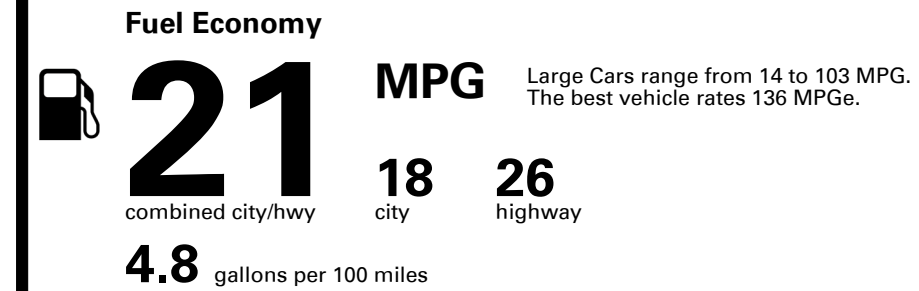 Fuel Economy
21 MPG
Large Cars range from 14 to 103 MPG.
The best vehicle rates 136 MPGe.
18 26
combined city/hwy city highway
4.8 gallons per 100 miles